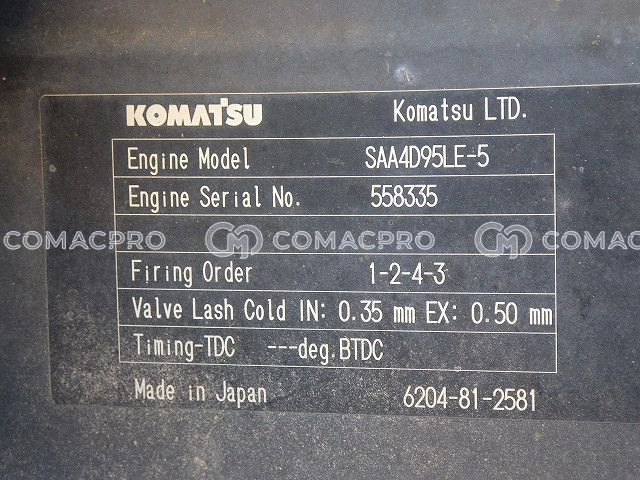 KOMATSU Komatsu LTD.
Engine Model SAA4D95LE-5
Engine Serial No. 558335
COMACPRO CM COMACPRO CM COMACPRO
Firing Order 1-2-4-3
Valve Lash Cold IN: 0.35 mm EX: 0.50 mm
Timing-TDC ---deg.BTDC
Made in Japan 6204-81-2581